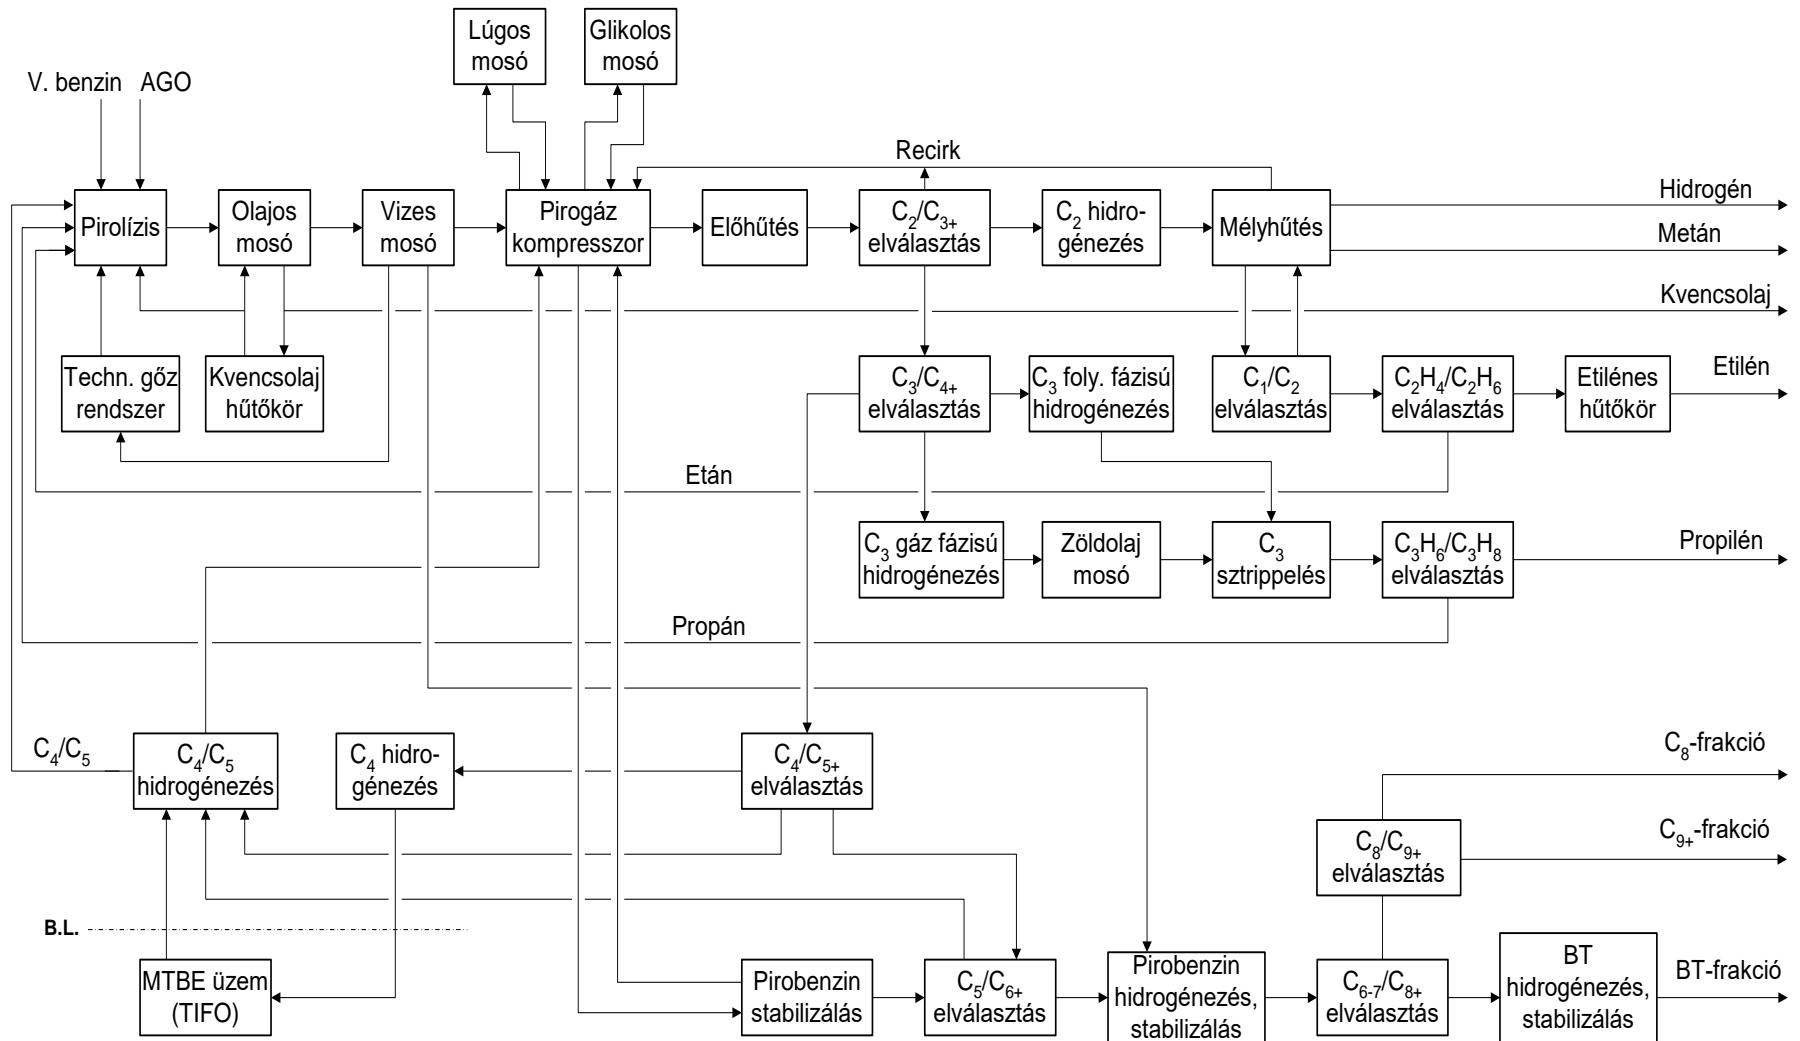 Lúgos
mosó
Glikolos
mosó
V. benzin
AGO
Recirk
Pirolízis
Olajos
mosó
Vizes
mosó
Pirogáz
kompresszor
Előhűtés
C₂/C₃₊
elválasztás
C₂ hidro-
génezés
Mélyhűtés
Hidrogén
Metán
Kvencsolaj
Techn. gőz
rendszer
Kvencsolaj
hűtőkör
C₃/C₄₊
elválasztás
C₃ foly. fázisú
hidrogénezés
C₁/C₂
elválasztás
C₂H₄/C₂H₆
elválasztás
Etilénes
hűtőkör
Etilén
Etán
C₃ gáz fázisú
hidrogénezés
Zöldolaj
mosó
C₃
sztrippelés
C₃H₆/C₃H₈
elválasztás
Propilén
Propán
C₄/C₅
C₄/C₅
hidrogénezés
C₄ hidro-
génezés
C₄/C₅₊
elválasztás
C₈-frakció
C₈/C₉₊
elválasztás
C₉₊-frakció
B.L.
MTBE üzem
(TIFO)
Pirobenzin
stabilizálás
C₅/C₆₊
elválasztás
Pirobenzin
hidrogénezés,
stabilizálás
C₆₋₇/C₈₊
elválasztás
BT
hidrogénezés,
stabilizálás
BT-frakció